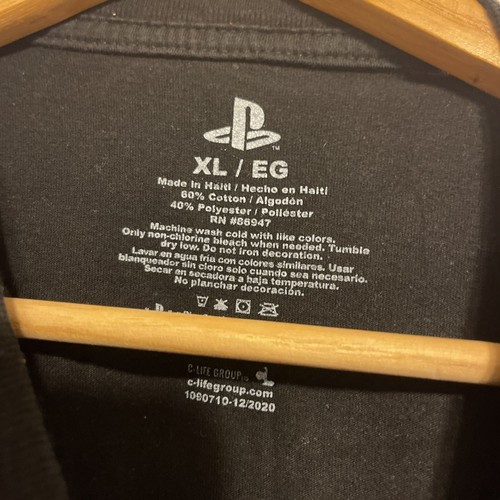 TM
XL / EG
Made in Haiti / Hecho en Haiti
60% Cotton / Algodón
40% Polyester / Poliéster
RN #86947
Machine wash cold with like colors.
Only non-chlorine bleach when needed. Tumble
dry low. Do not iron decoration.
Lavar en agua fria con colores similares. Usar
blanqueador sin cloro solo cuando sea necesario.
Secar en secadora a baja temperatura.
No planchar decoración.
C-LIFE GROUP
c-lifegroup.com
1090710-12/2020